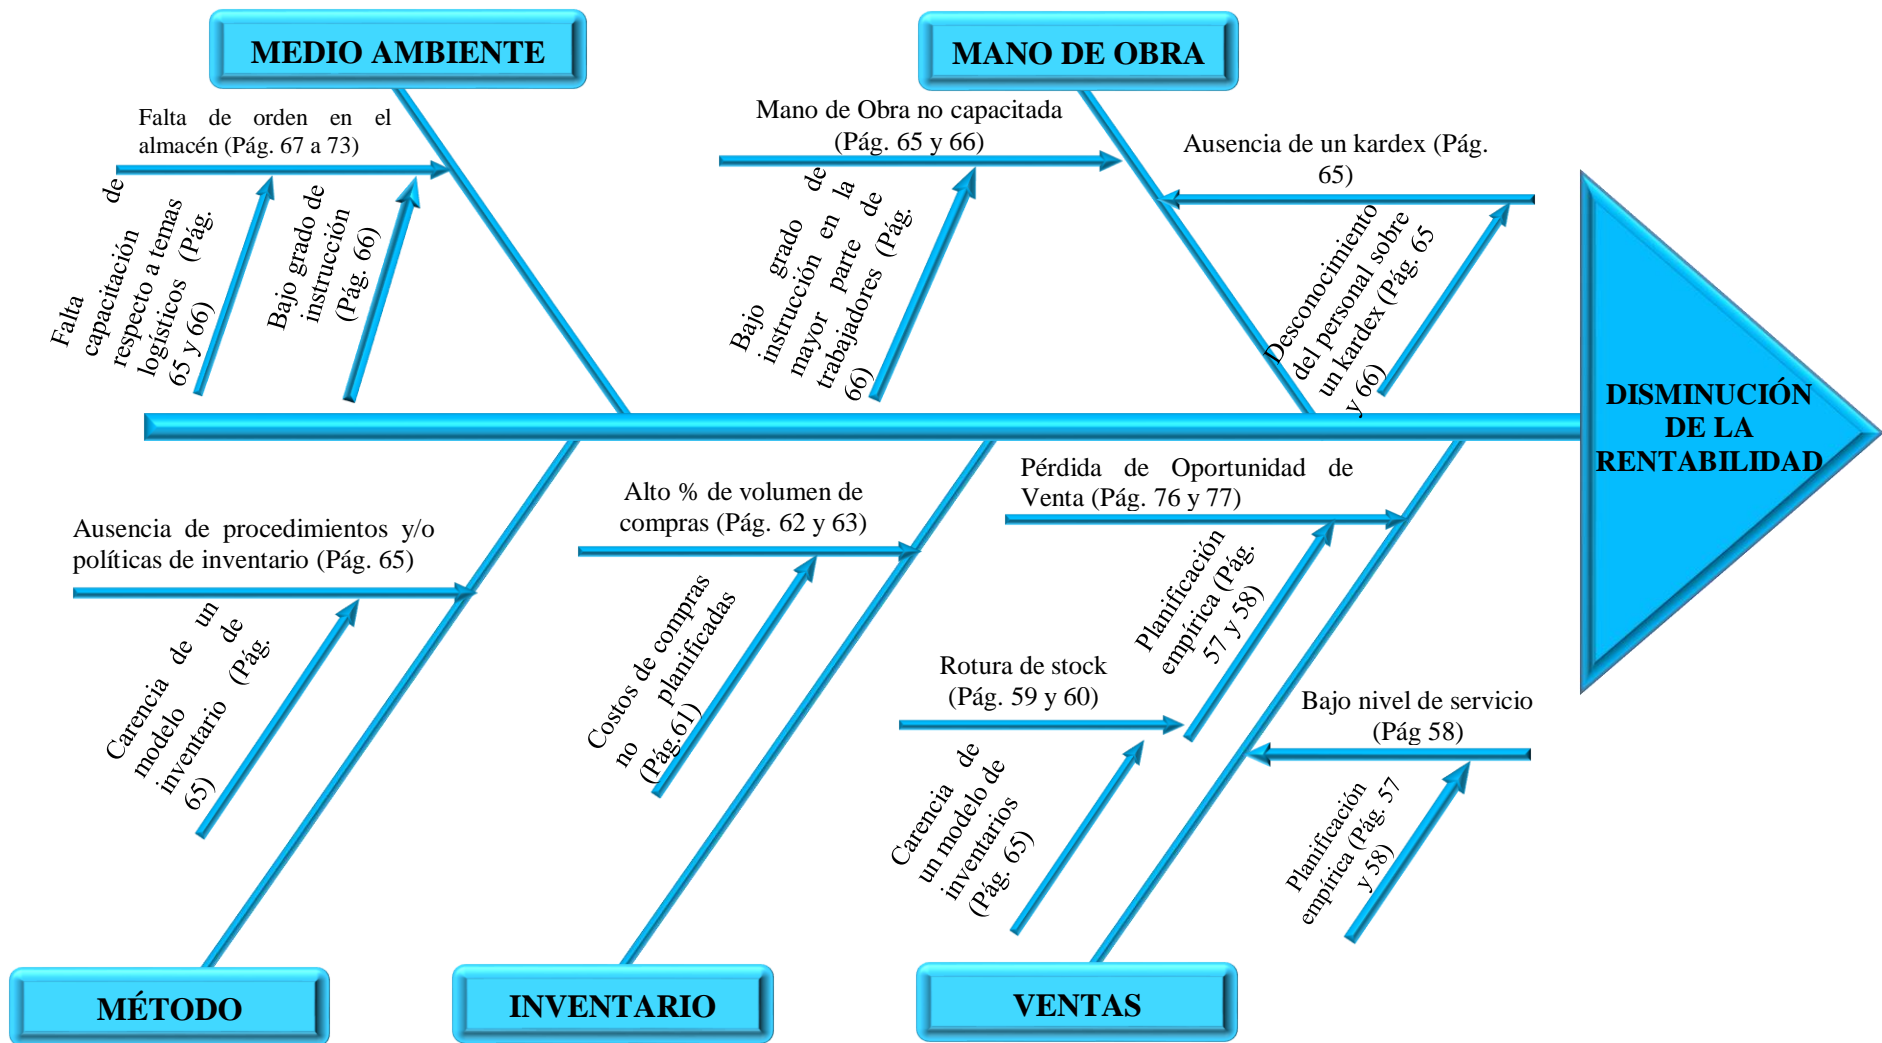 MEDIO AMBIENTE
Falta de orden en el
almacén (Pág. 67 a 73)
Falta de
capacitación
respecto a temas
logísticos (Pág.
65 y 66)
Bajo grado de
instrucción
(Pág. 66)
MANO DE OBRA
Mano de Obra no capacitada
(Pág. 65 y 66)
Bajo grado de
instrucción en la
mayor parte de
trabajadores (Pág.
66)
Ausencia de un kardex (Pág.
65)
Desconocimiento
del personal sobre
un kardex (Pág. 65
y 66)
DISMINUCIÓN
DE LA
RENTABILIDAD
Ausencia de procedimientos y/o
políticas de inventario (Pág. 65)
Carencia de un
modelo de
inventario (Pág.
65)
MÉTODO
Alto % de volumen de
compras (Pág. 62 y 63)
Costos de compras
no planificadas
(Pág.61)
INVENTARIO
Pérdida de Oportunidad de
Venta (Pág. 76 y 77)
Planificación
empírica (Pág.
57 y 58)
Rotura de stock
(Pág. 59 y 60)
Carencia de
un modelo de
inventarios
(Pág. 65)
Bajo nivel de servicio
(Pág 58)
Planificación
empírica (Pág. 57
y 58)
VENTAS